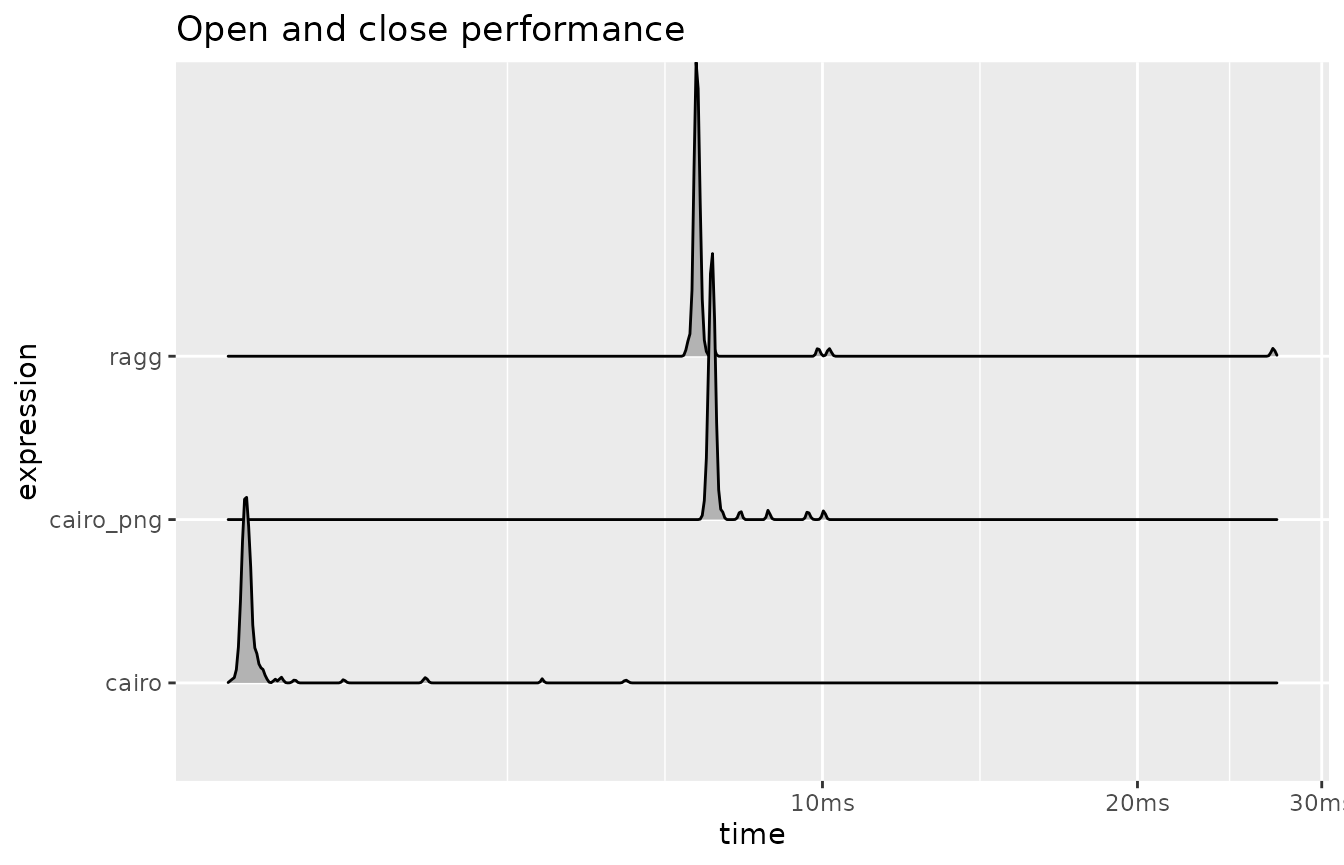 Open and close performance
expression
ragg
cairo_png
cairo
10ms
20ms
30ms
time